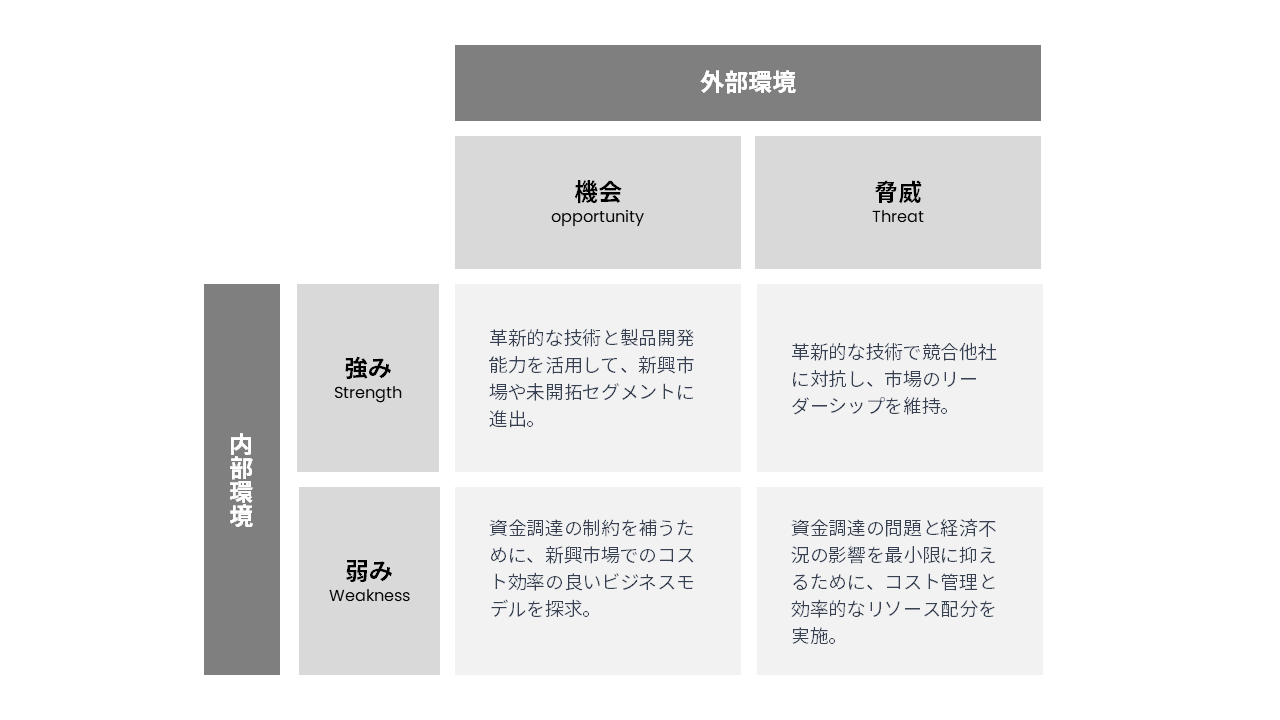 外部環境
機会
opportunity
脅威
Threat
内部環境
強み
Strength
革新的な技術と製品開発
能力を活用して、新興市
場や未開拓セグメントに
進出。
革新的な技術で競合他社
に対抗し、市場のリー
ダーシップを維持。
弱み
Weakness
資金調達の制約を補うた
めに、新興市場でのコス
ト効率の良いビジネスモ
デルを探求。
資金調達の問題と経済不
況の影響を最小限に抑え
るために、コスト管理と
効率的なリソース配分を
実施。